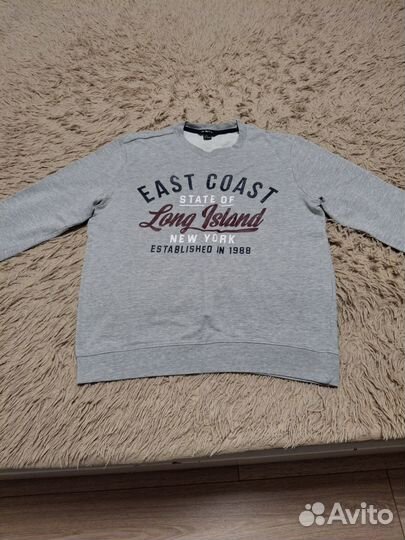 EAST COAST
STATE OF
Long Island
NEW YORK
ESTABLISHED IN 1988
Avito